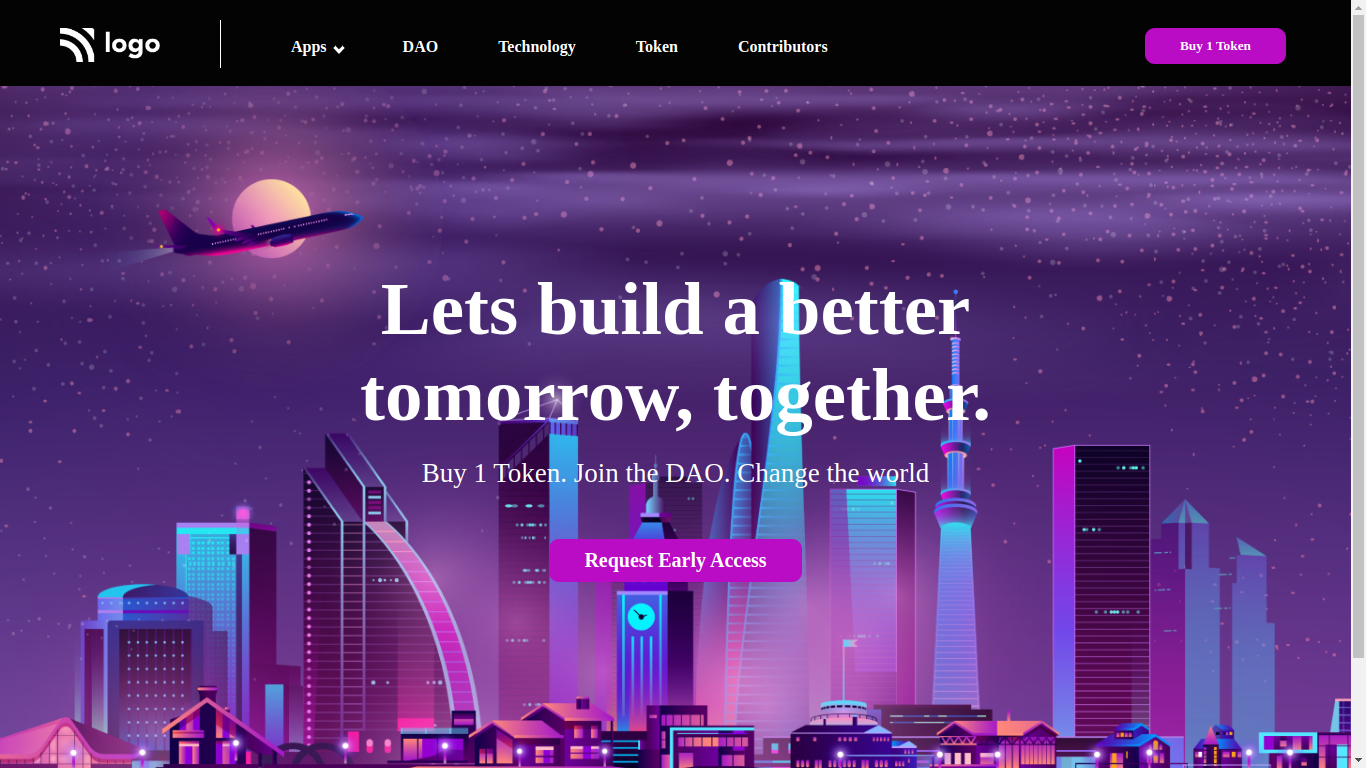 logo
Apps
DAO
Technology
Token
Contributors
Buy 1 Token
Lets build a better
tomorrow, together.
Buy 1 Token. Join the DAO. Change the world
Request Early Access